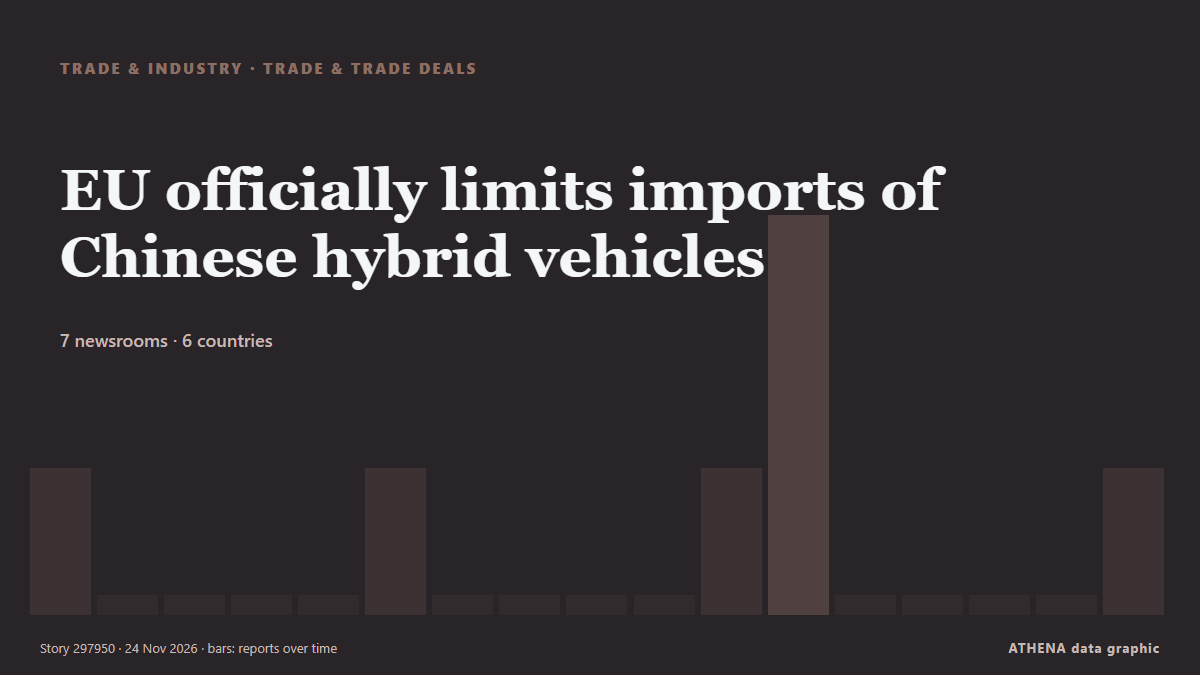 TRADE & INDUSTRY · TRADE & TRADE DEALS
EU officially limits imports of
Chinese hybrid vehicles
7 newsrooms · 6 countries
Story 297950 · 24 Nov 2026 · bars: reports over time
ATHENA data graphic